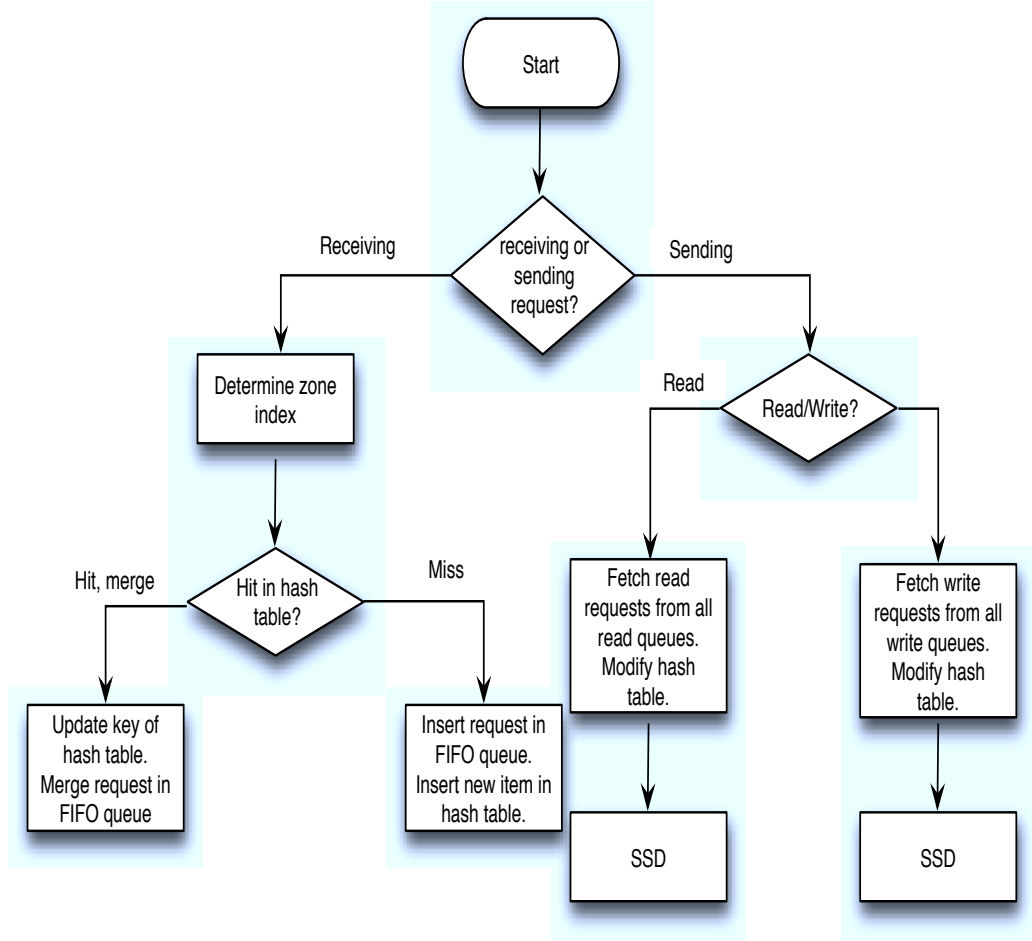 Start
receiving or
sending
request?
Receiving
Sending
Determine zone
index
Read
Read/Write?
Hit, merge
Hit in hash
table?
Miss
Fetch read
requests from all
read queues.
Modify hash
table.
Fetch write
requests from all
write queues.
Modify hash
table.
Update key of
hash table.
Merge request in
FIFO queue
Insert request in
FIFO queue.
Insert new item in
hash table.
SSD
SSD